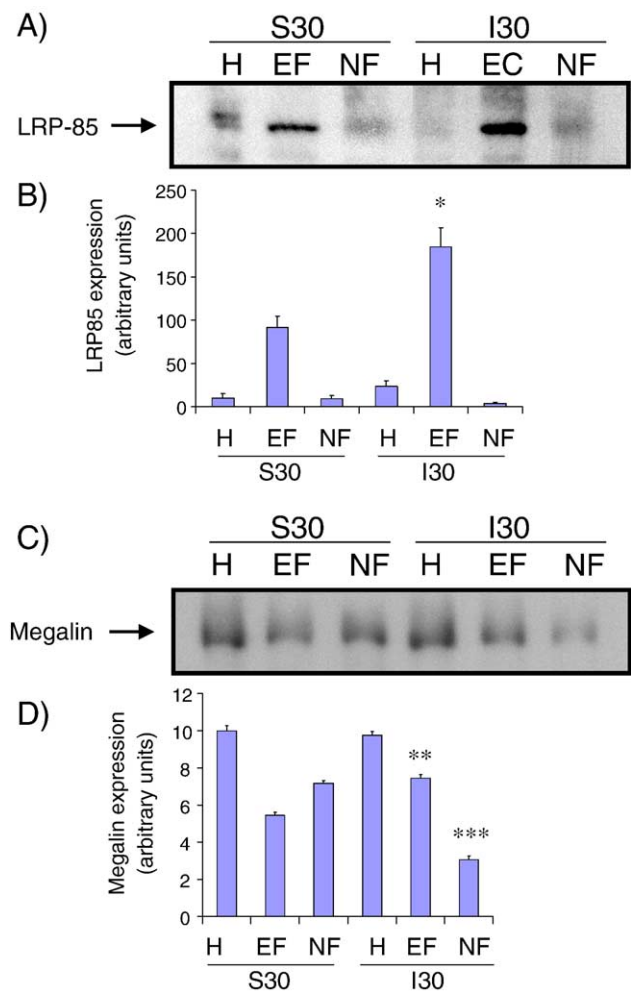 A)
S30 I30
H EF NF H EC NF
LRP-85
B)
LRP85 expression
(arbitrary units)
250
200
150
100
50
0
*
H EF NF H EF NF
S30 I30
C)
S30 I30
H EF NF H EF NF
Megalin
D)
Megalin expression
(arbitrary units)
12
10
8
6
4
2
0
**
***
H EF NF H EF NF
S30 I30